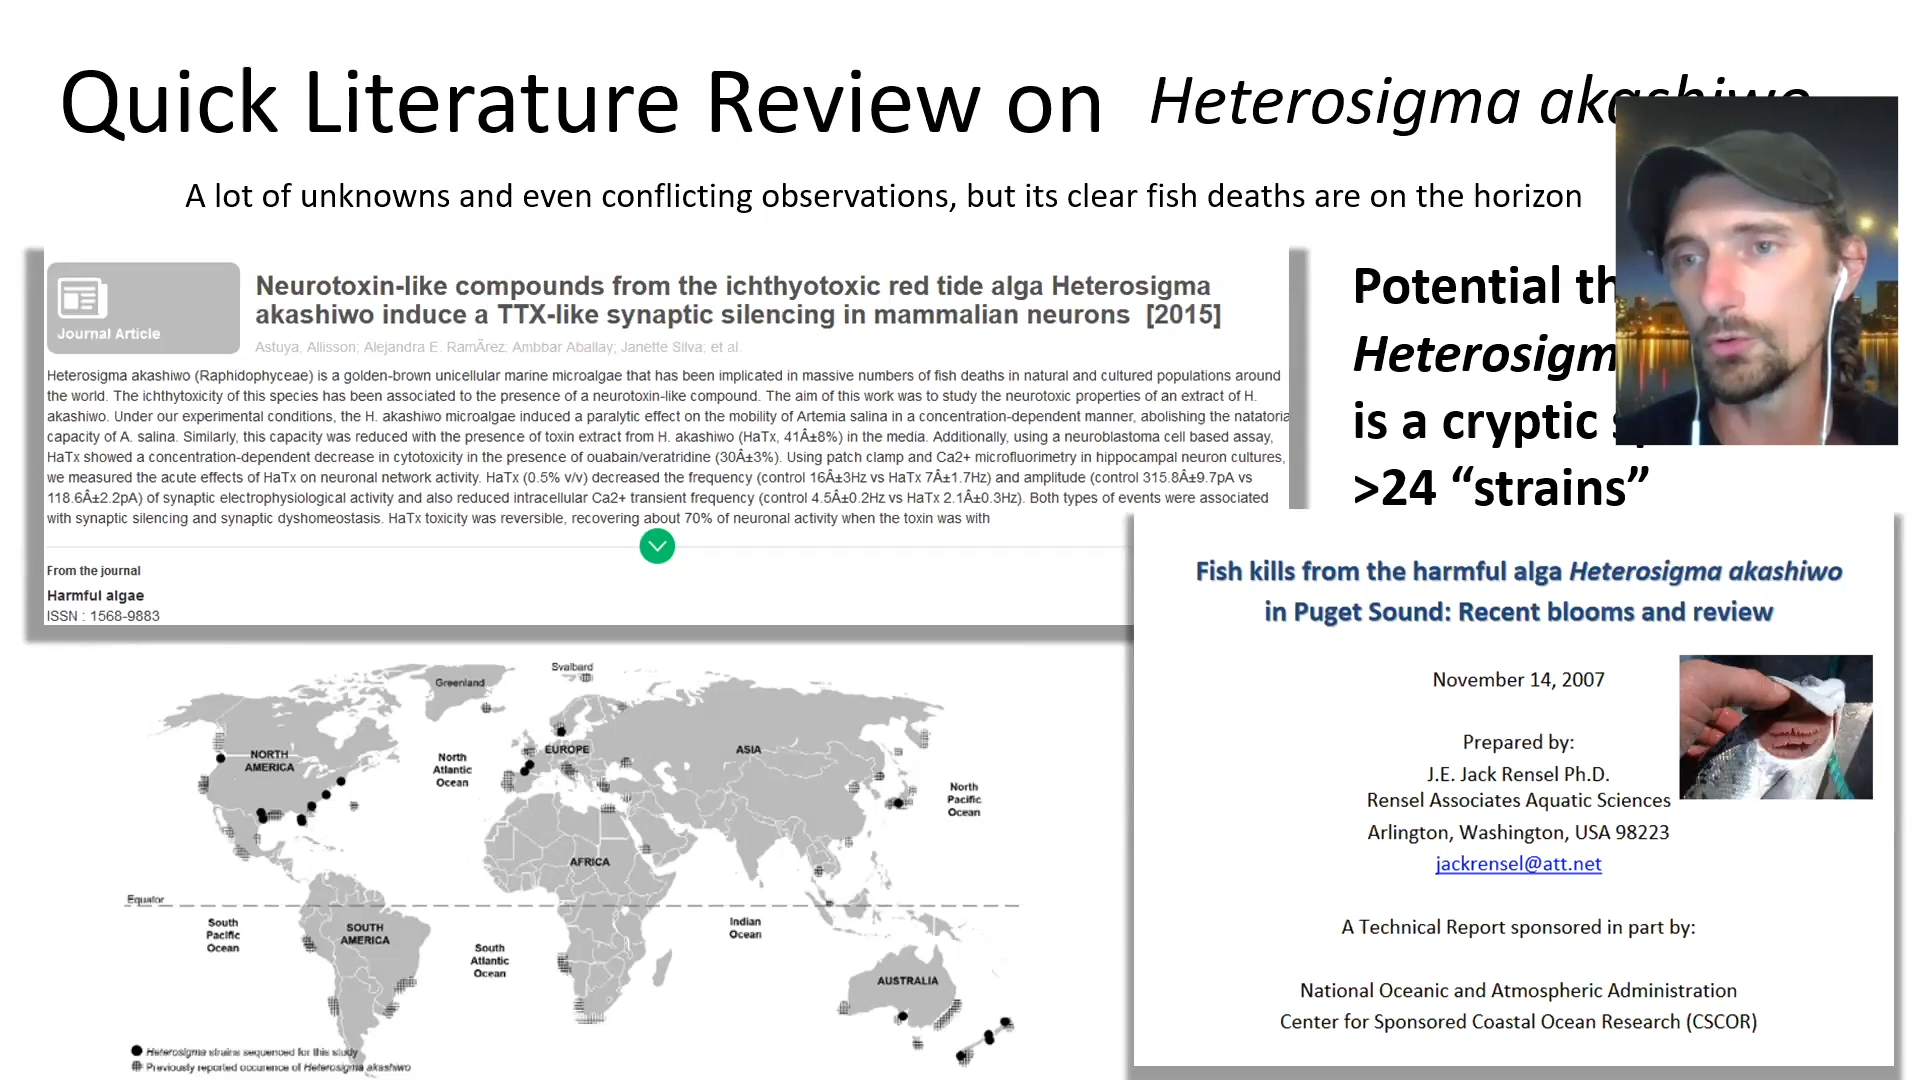 Quick Literature Review on Heterosigma
A lot of unknowns and even conflicting observations, but its clear fish deaths are on the horizon
Journal Article
Neurotoxin-like compounds from the ichthyotoxic red tide alga Heterosigma
akashiwo induce a TTX-like synaptic silencing in mammalian neurons [2015]
Astuya, Allisson; Alejandra E. RamÃrez; Ambbar Aballay; Janette Silva; et al.
Heterosigma akashiwo (Raphidophyceae) is a golden-brown unicellular marine microalgae that has been implicated in massive numbers of fish deaths in natural and cultured populations around
the world. The ichthyotoxicity of this species has been associated to the presence of a neurotoxin-like compound. The aim of this work was to study the neurotoxic properties of an extract of H.
akashiwo. Under our experimental conditions, the H. akashiwo microalgae induced a paralytic effect on the mobility of Artemia salina in a concentration-dependent manner, abolishing the natatoria
capacity of A. salina. Similarly, this capacity was reduced with the presence of toxin extract from H. akashiwo (HaTx, 41Â±8%) in the media. Additionally, using a neuroblastoma cell based assay,
HaTx showed a concentration-dependent decrease in cytotoxicity in the presence of ouabain/veratridine (30Â±3%). Using patch clamp and Ca2+ microfluorimetry in hippocampal neuron cultures,
we measured the acute effects of HaTx on neuronal network activity. HaTx (0.5% v/v) decreased the frequency (control 16Â±3Hz vs HaTx 7Â±1.7Hz) and amplitude (control 315.8Â±9.7pA vs
118.6Â±2.2pA) of synaptic electrophysiological activity and also reduced intracellular Ca2+ transient frequency (control 4.5Â±0.2Hz vs HaTx 2.1Â±0.3Hz). Both types of events were associated
with synaptic silencing and synaptic dyshomeostasis. HaTx toxicity was reversible, recovering about 70% of neuronal activity when the toxin was with
From the journal
Harmful algae
ISSN : 1568-9883
Potential
is a cryptic
>24 “strains”
Fish kills from the harmful alga Heterosigma akashiwo
in Puget Sound: Recent blooms and review
November 14, 2007
Prepared by:
J.E. Jack Rensel Ph.D.
Rensel Associates Aquatic Sciences
Arlington, Washington, USA 98223
jackrensel@att.net
A Technical Report sponsored in part by:
National Oceanic and Atmospheric Administration
Center for Sponsored Coastal Ocean Research (CSCOR)
Svalbard
Greenland
NORTH
AMERICA
North
Atlantic
Ocean
EUROPE
ASIA
North
Pacific
Ocean
AFRICA
Equator
South
Pacific
Ocean
SOUTH
AMERICA
South
Atlantic
Ocean
Indian
Ocean
AUSTRALIA
Heterosigma strains sequenced for this study
Previously reported occurence of Heterosigma akashiwo